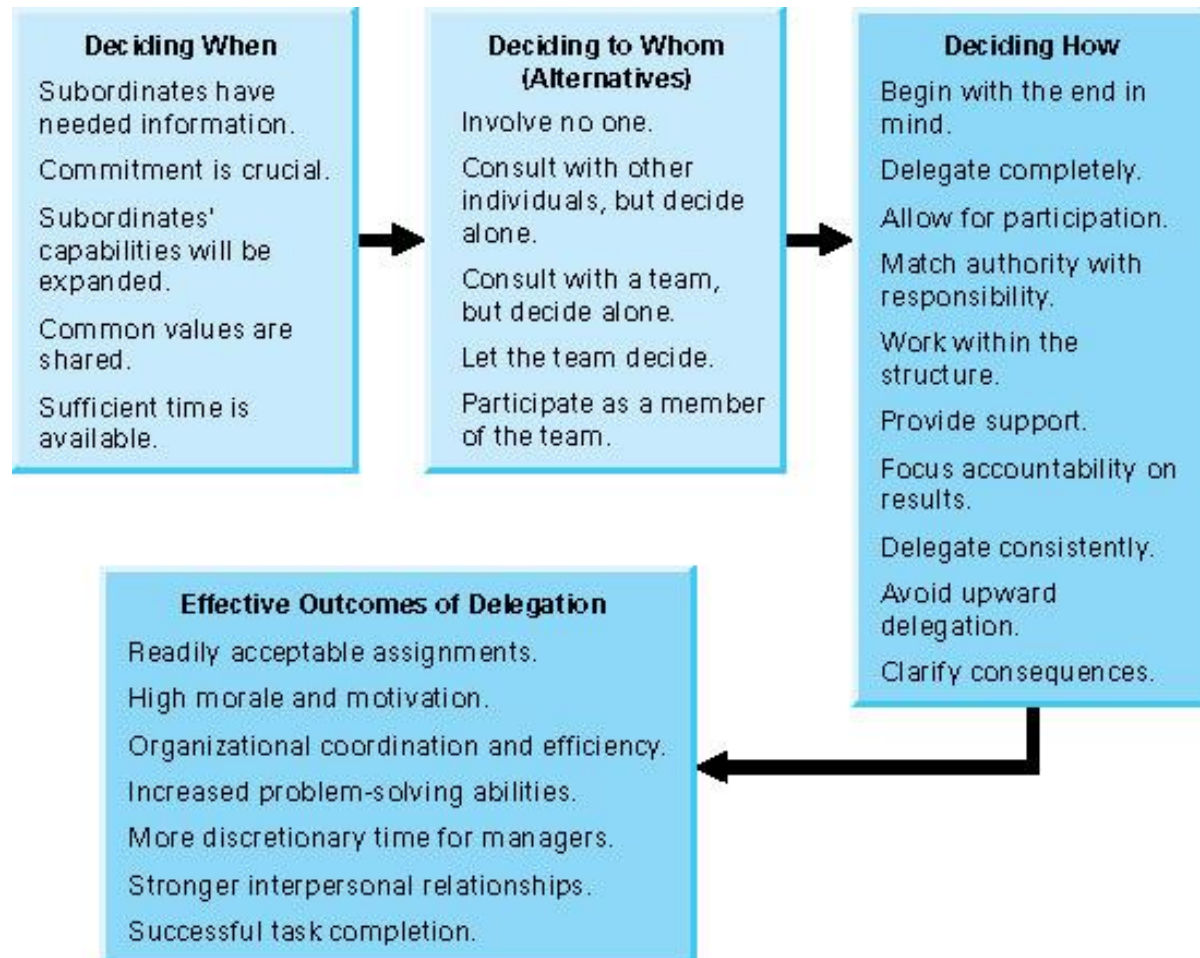 Deciding When
Subordinates have
needed information.
Commitment is crucial.
Subordinates'
capabilities will be
expanded.
Common values are
shared.
Sufficient time is
available.
Deciding to Whom
(Alternatives)
Involve no one.
Consult with other
individuals, but decide
alone.
Consult with a team,
but decide alone.
Let the team decide.
Participate as a member
of the team.
Deciding How
Begin with the end in
mind.
Delegate completely.
Allow for participation.
Match authority with
responsibility.
Work within the
structure.
Provide support.
Focus accountability on
results.
Delegate consistently.
Avoid upward
delegation.
Clarify consequences.
Effective Outcomes of Delegation
Readily acceptable assignments.
High morale and motivation.
Organizational coordination and efficiency.
Increased problem-solving abilities.
More discretionary time for managers.
Stronger interpersonal relationships.
Successful task completion.